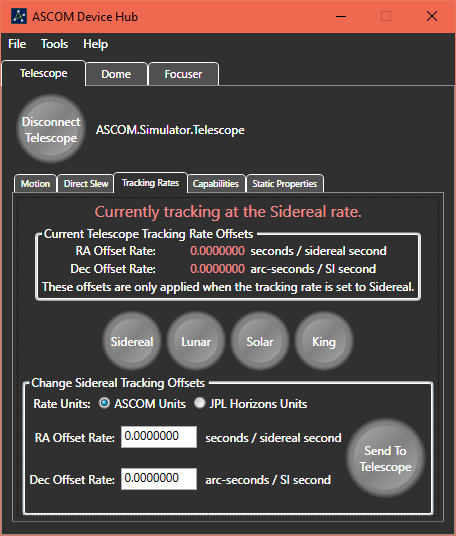 ASCOM Device Hub
File Tools Help
Telescope Dome Focuser
Disconnect
Telescope
ASCOM.Simulator.Telescope
Motion Direct Slew Tracking Rates Capabilities Static Properties
Currently tracking at the Sidereal rate.
Current Telescope Tracking Rate Offsets
RA Offset Rate: 0.0000000 seconds / sidereal second
Dec Offset Rate: 0.0000000 arc-seconds / SI second
These offsets are only applied when the tracking rate is set to Sidereal.
Sidereal Lunar Solar King
Change Sidereal Tracking Offsets
Rate Units: ASCOM Units JPL Horizons Units
RA Offset Rate: 0.0000000 seconds / sidereal second
Send To
Telescope
Dec Offset Rate: 0.0000000 arc-seconds / SI second